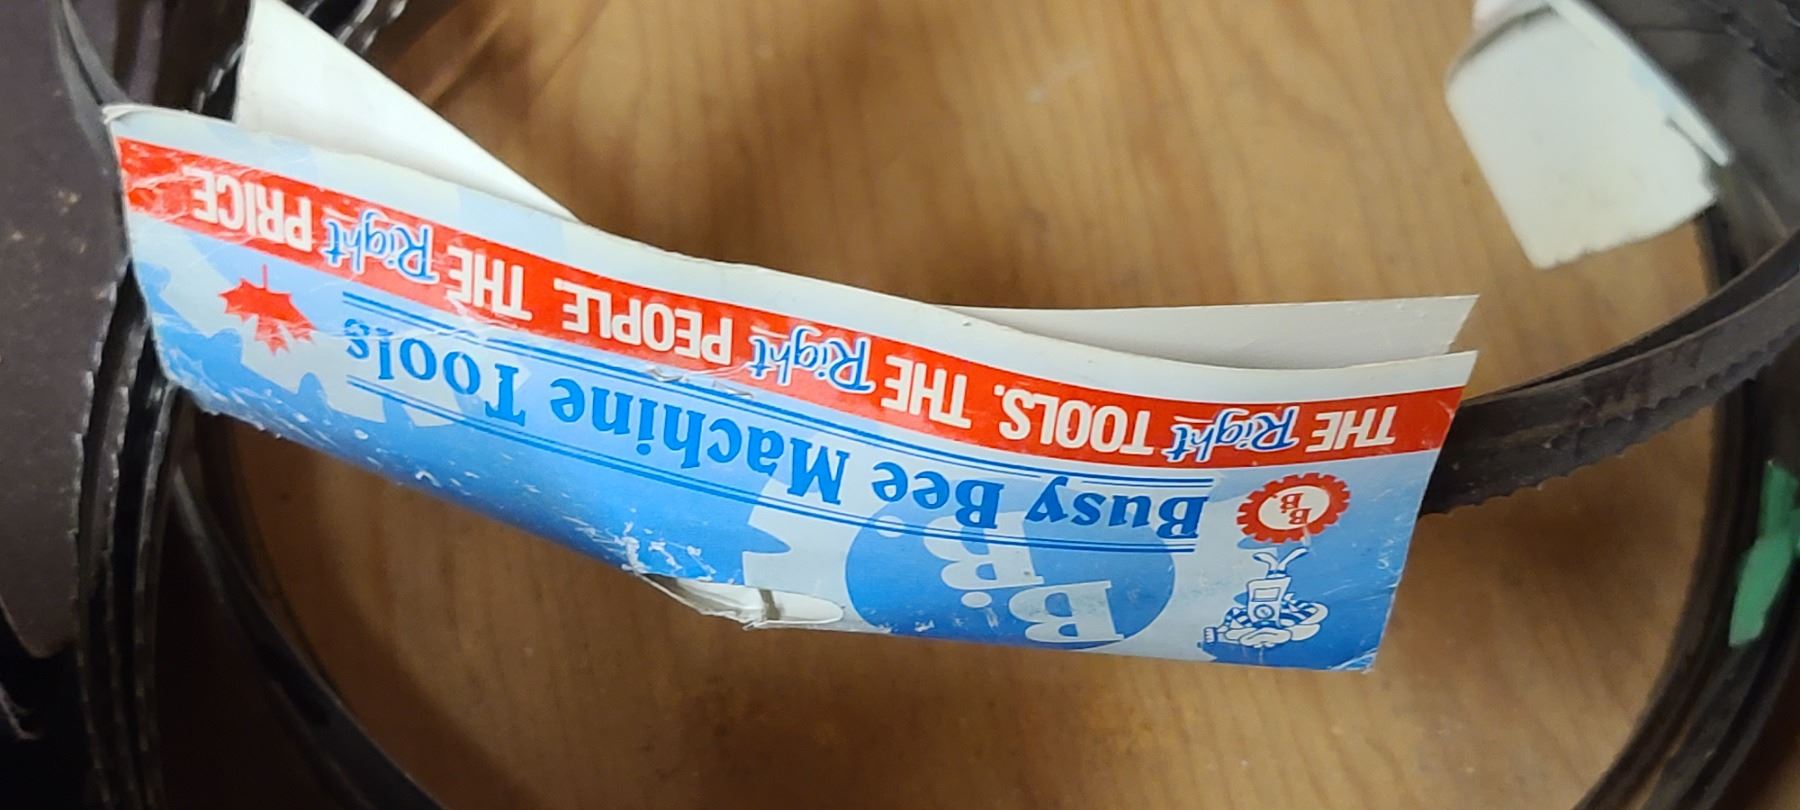 B.B.
Busy Bee Machine Tools
B.B.
THE Right TOOLS. THE Right PEOPLE. THE Right PRICE